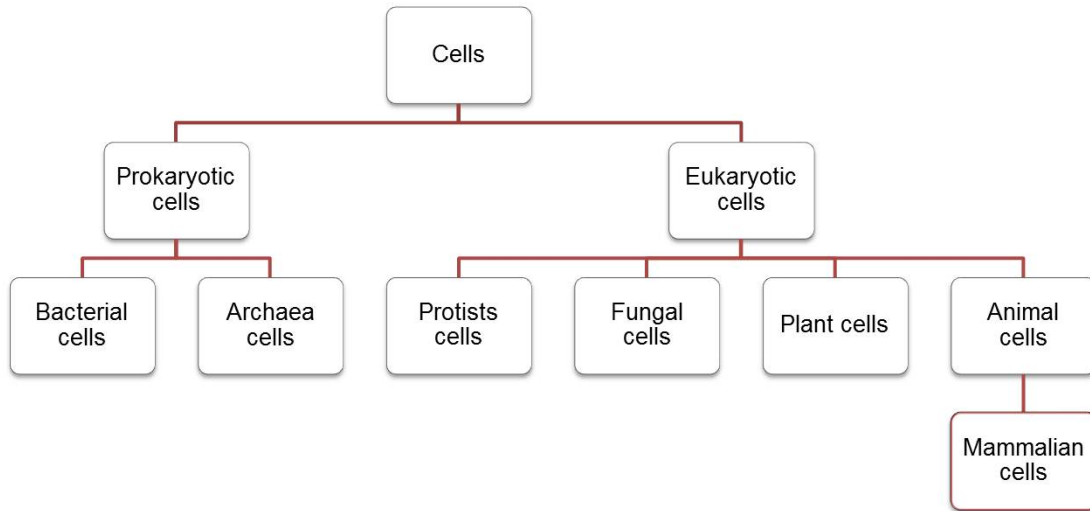 Cells
Prokaryotic
cells
Eukaryotic
cells
Bacterial
cells
Archaea
cells
Protists
cells
Fungal
cells
Plant cells
Animal
cells
Mammalian
cells